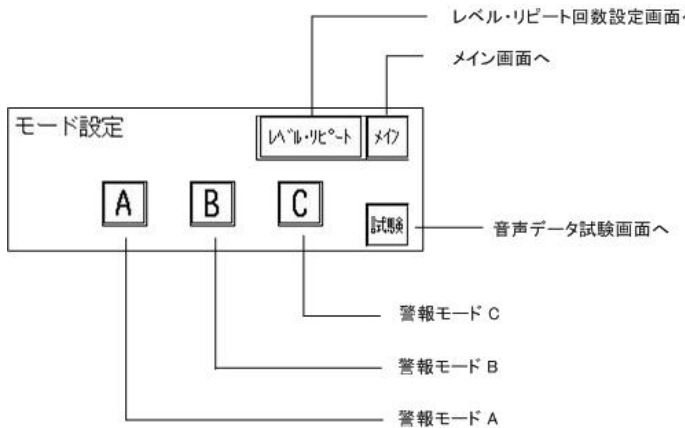 レベル・リピート回数設定画面へ
メイン画面へ
モード設定
ﾚﾍﾞﾙ・ﾘﾋﾟｰﾄ
ﾒｲﾝ
A
B
C
試験
音声データ試験画面へ
警報モード C
警報モード B
警報モード A